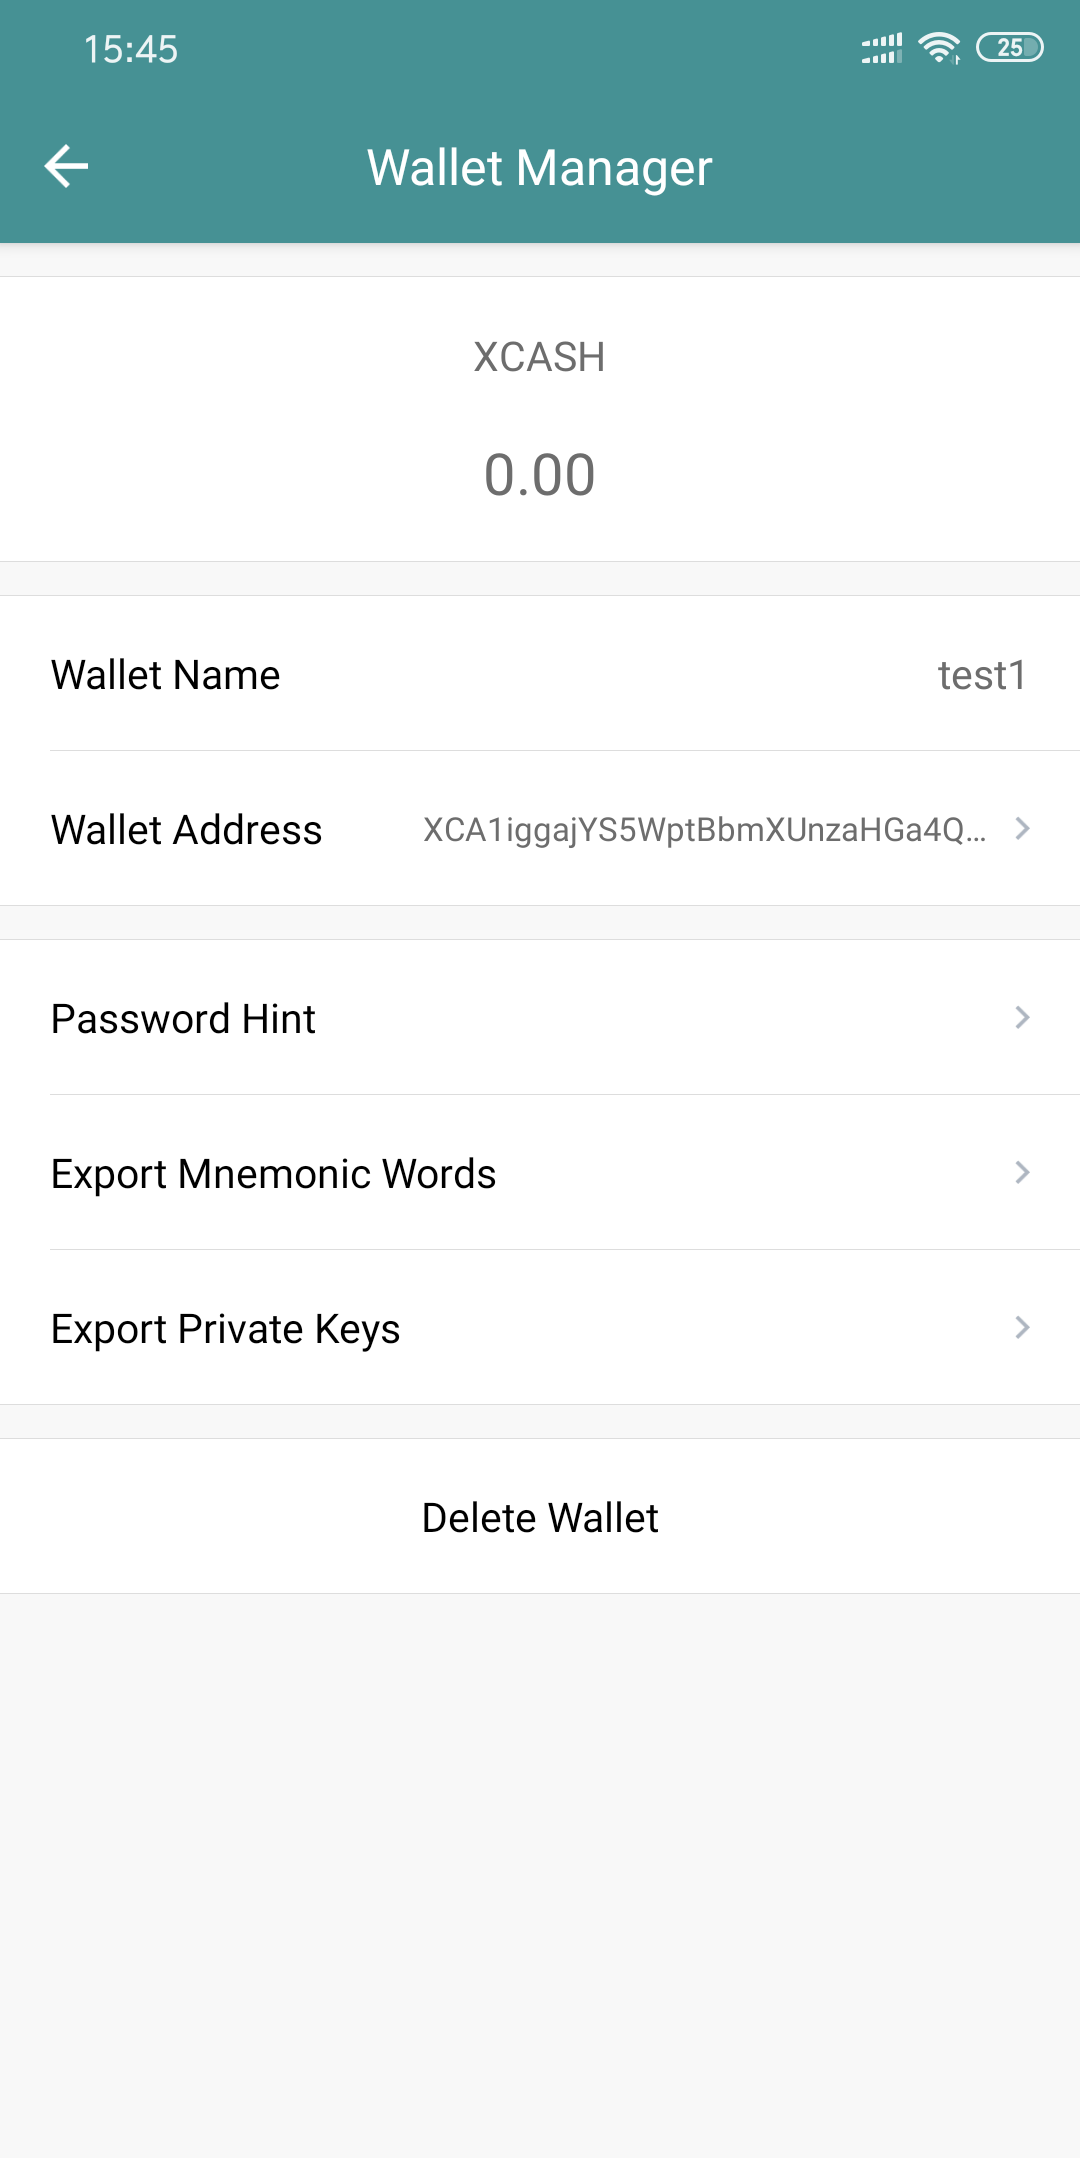 15:45
25
Wallet Manager
XCASH
0.00
Wallet Name test1
Wallet Address XCA1iggajYS5WptBbmXUnzaHGa4Q...
Password Hint
Export Mnemonic Words
Export Private Keys
Delete Wallet